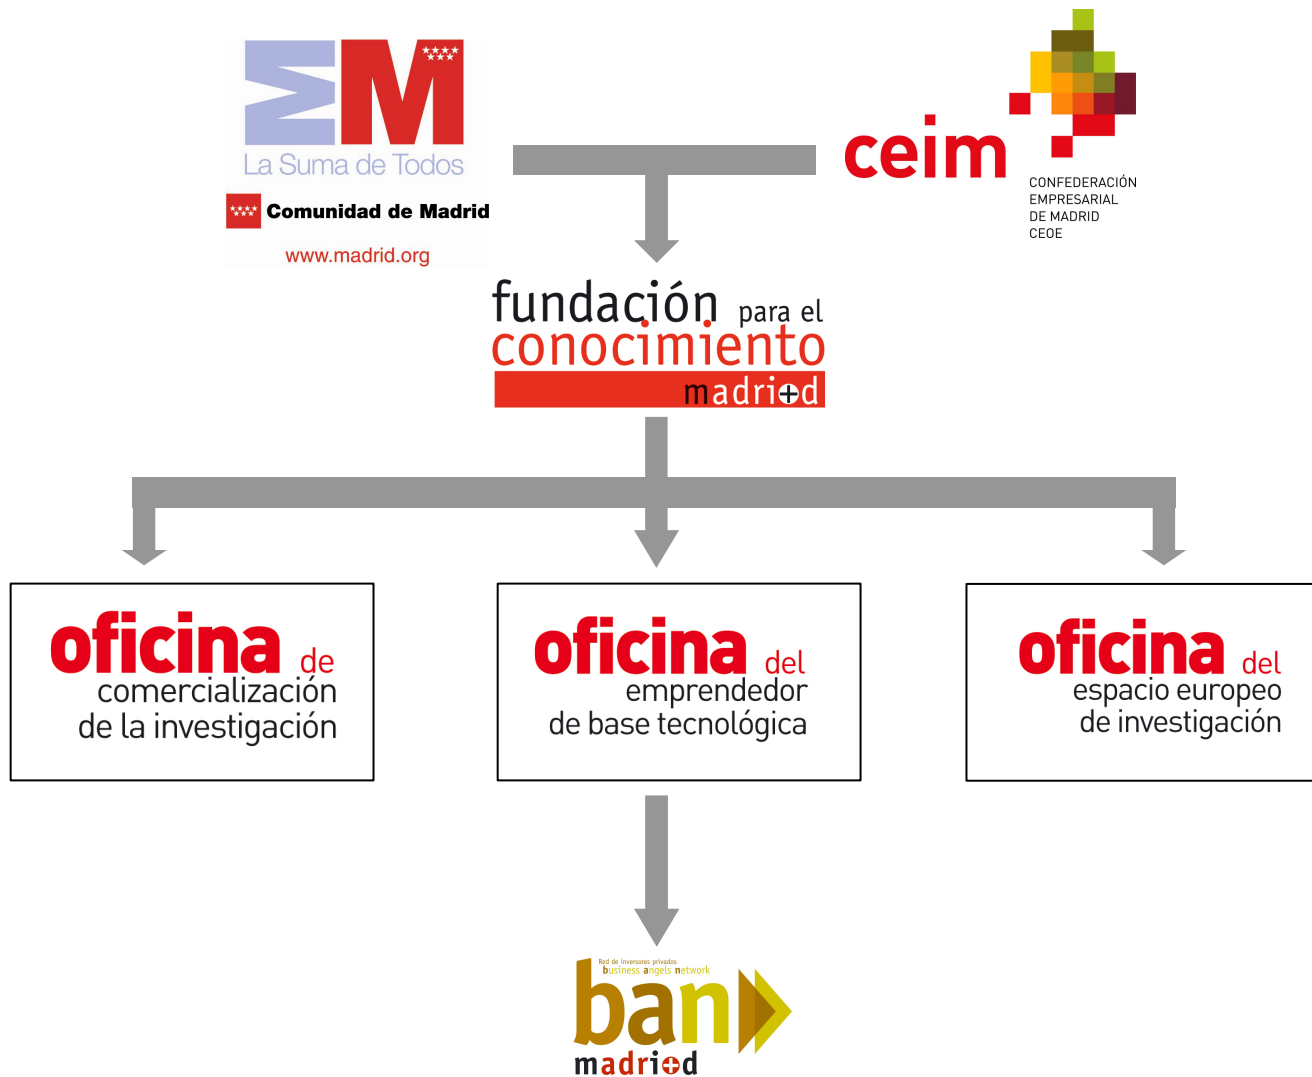 EM
La Suma de Todos
Comunidad de Madrid
www.madrid.org
ceim
CONFEDERACIÓN
EMPRESARIAL
DE MADRID
CEOE
fundación para el
conocimiento
madri+d
oficina de
comercialización
de la investigación
oficina del
emprendedor
de base tecnológica
oficina del
espacio europeo
de investigación
Red de inversores privados
business angels network
ban
madri+d